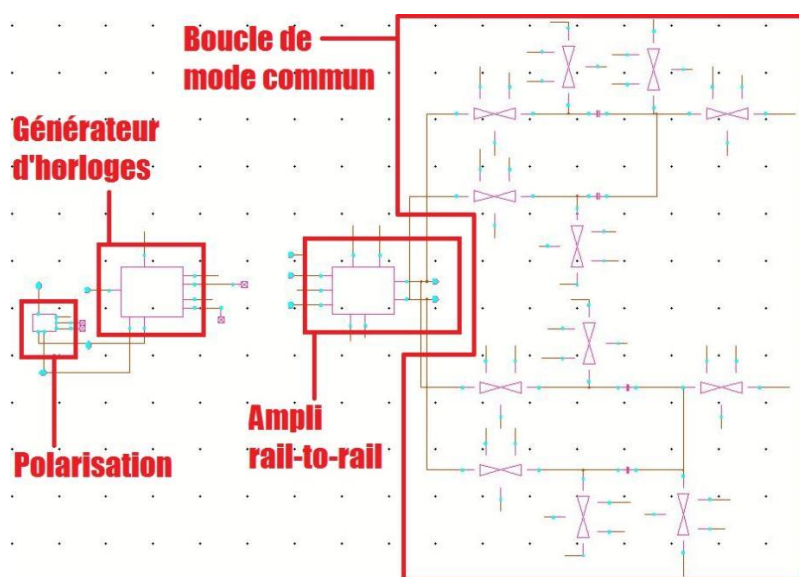 Boucle de
mode commun
Générateur
d'horloges
Ampli
rail-to-rail
Polarisation